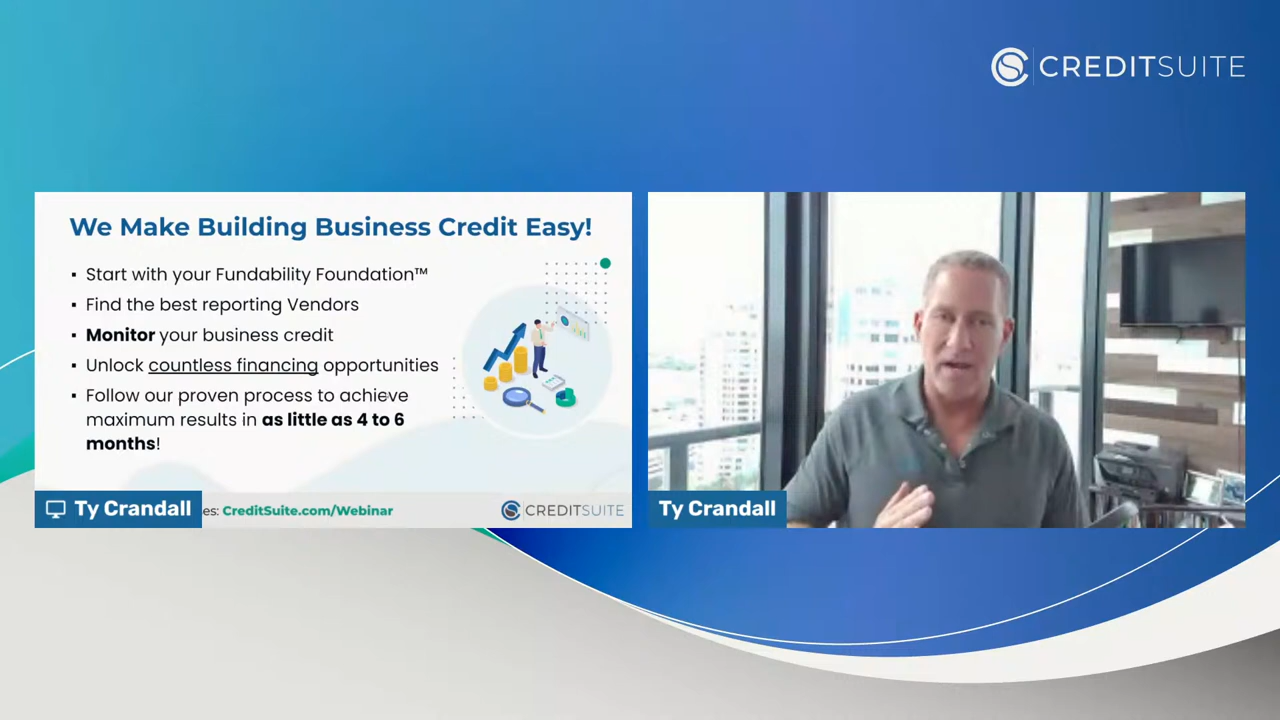 CREDITSUITE
We Make Building Business Credit Easy!
▪ Start with your Fundability Foundation™
▪ Find the best reporting Vendors
▪ Monitor your business credit
▪ Unlock countless financing opportunities
▪ Follow our proven process to achieve
maximum results in as little as 4 to 6
months!
Ty Crandall
es: CreditSuite.com/Webinar
CREDITSUITE
Ty Crandall